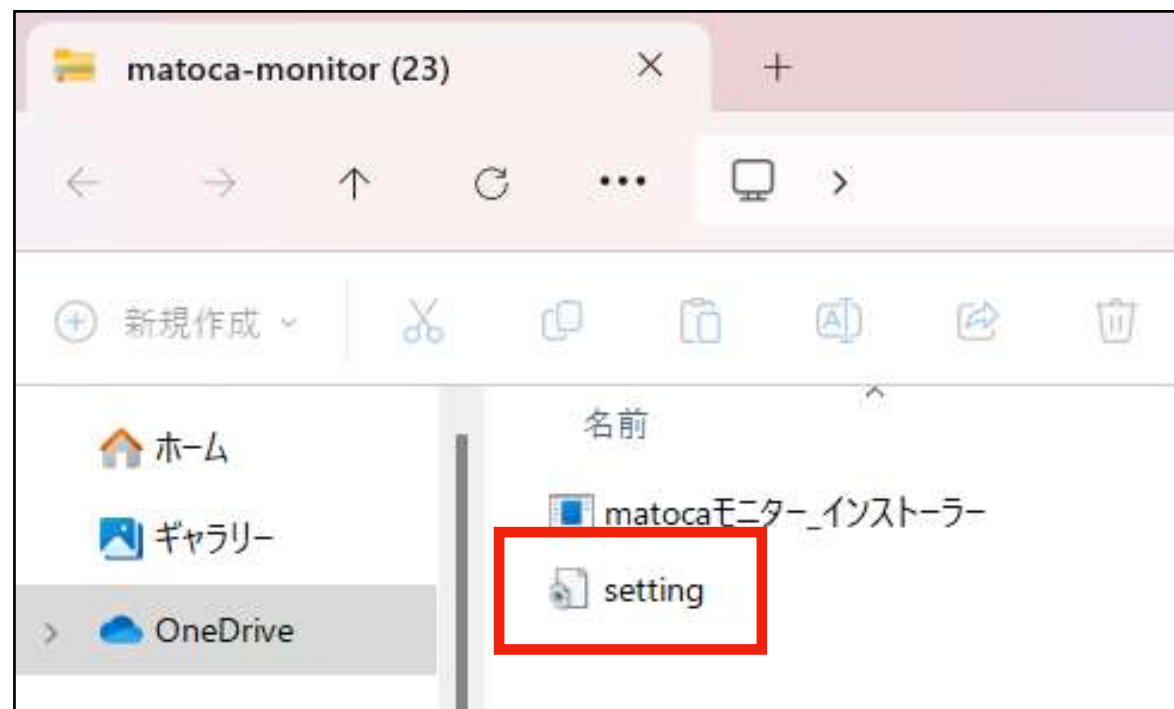 matoca-monitor (23)
新規作成
名前
ホーム
ギャラリー
OneDrive
matocaモニター_インストーラー
setting